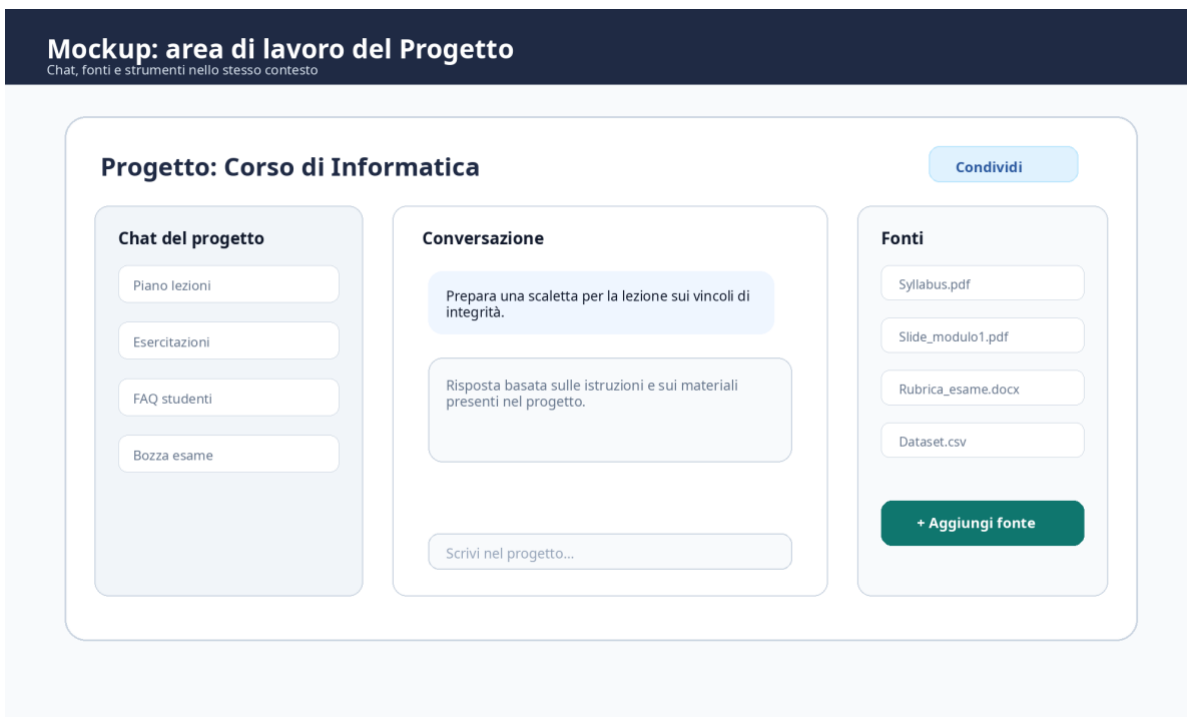 Mockup: area di lavoro del Progetto
Chat, fonti e strumenti nello stesso contesto
Progetto: Corso di Informatica
Condividi
Chat del progetto
Piano lezioni
Esercitazioni
FAQ studenti
Bozza esame
Conversazione
Prepara una scaletta per la lezione sui vincoli di
integrità.
Risposta basata sulle istruzioni e sui materiali
presenti nel progetto.
Scrivi nel progetto...
Fonti
Syllabus.pdf
Slide_modulo1.pdf
Rubrica_esame.docx
Dataset.csv
+ Aggiungi fonte